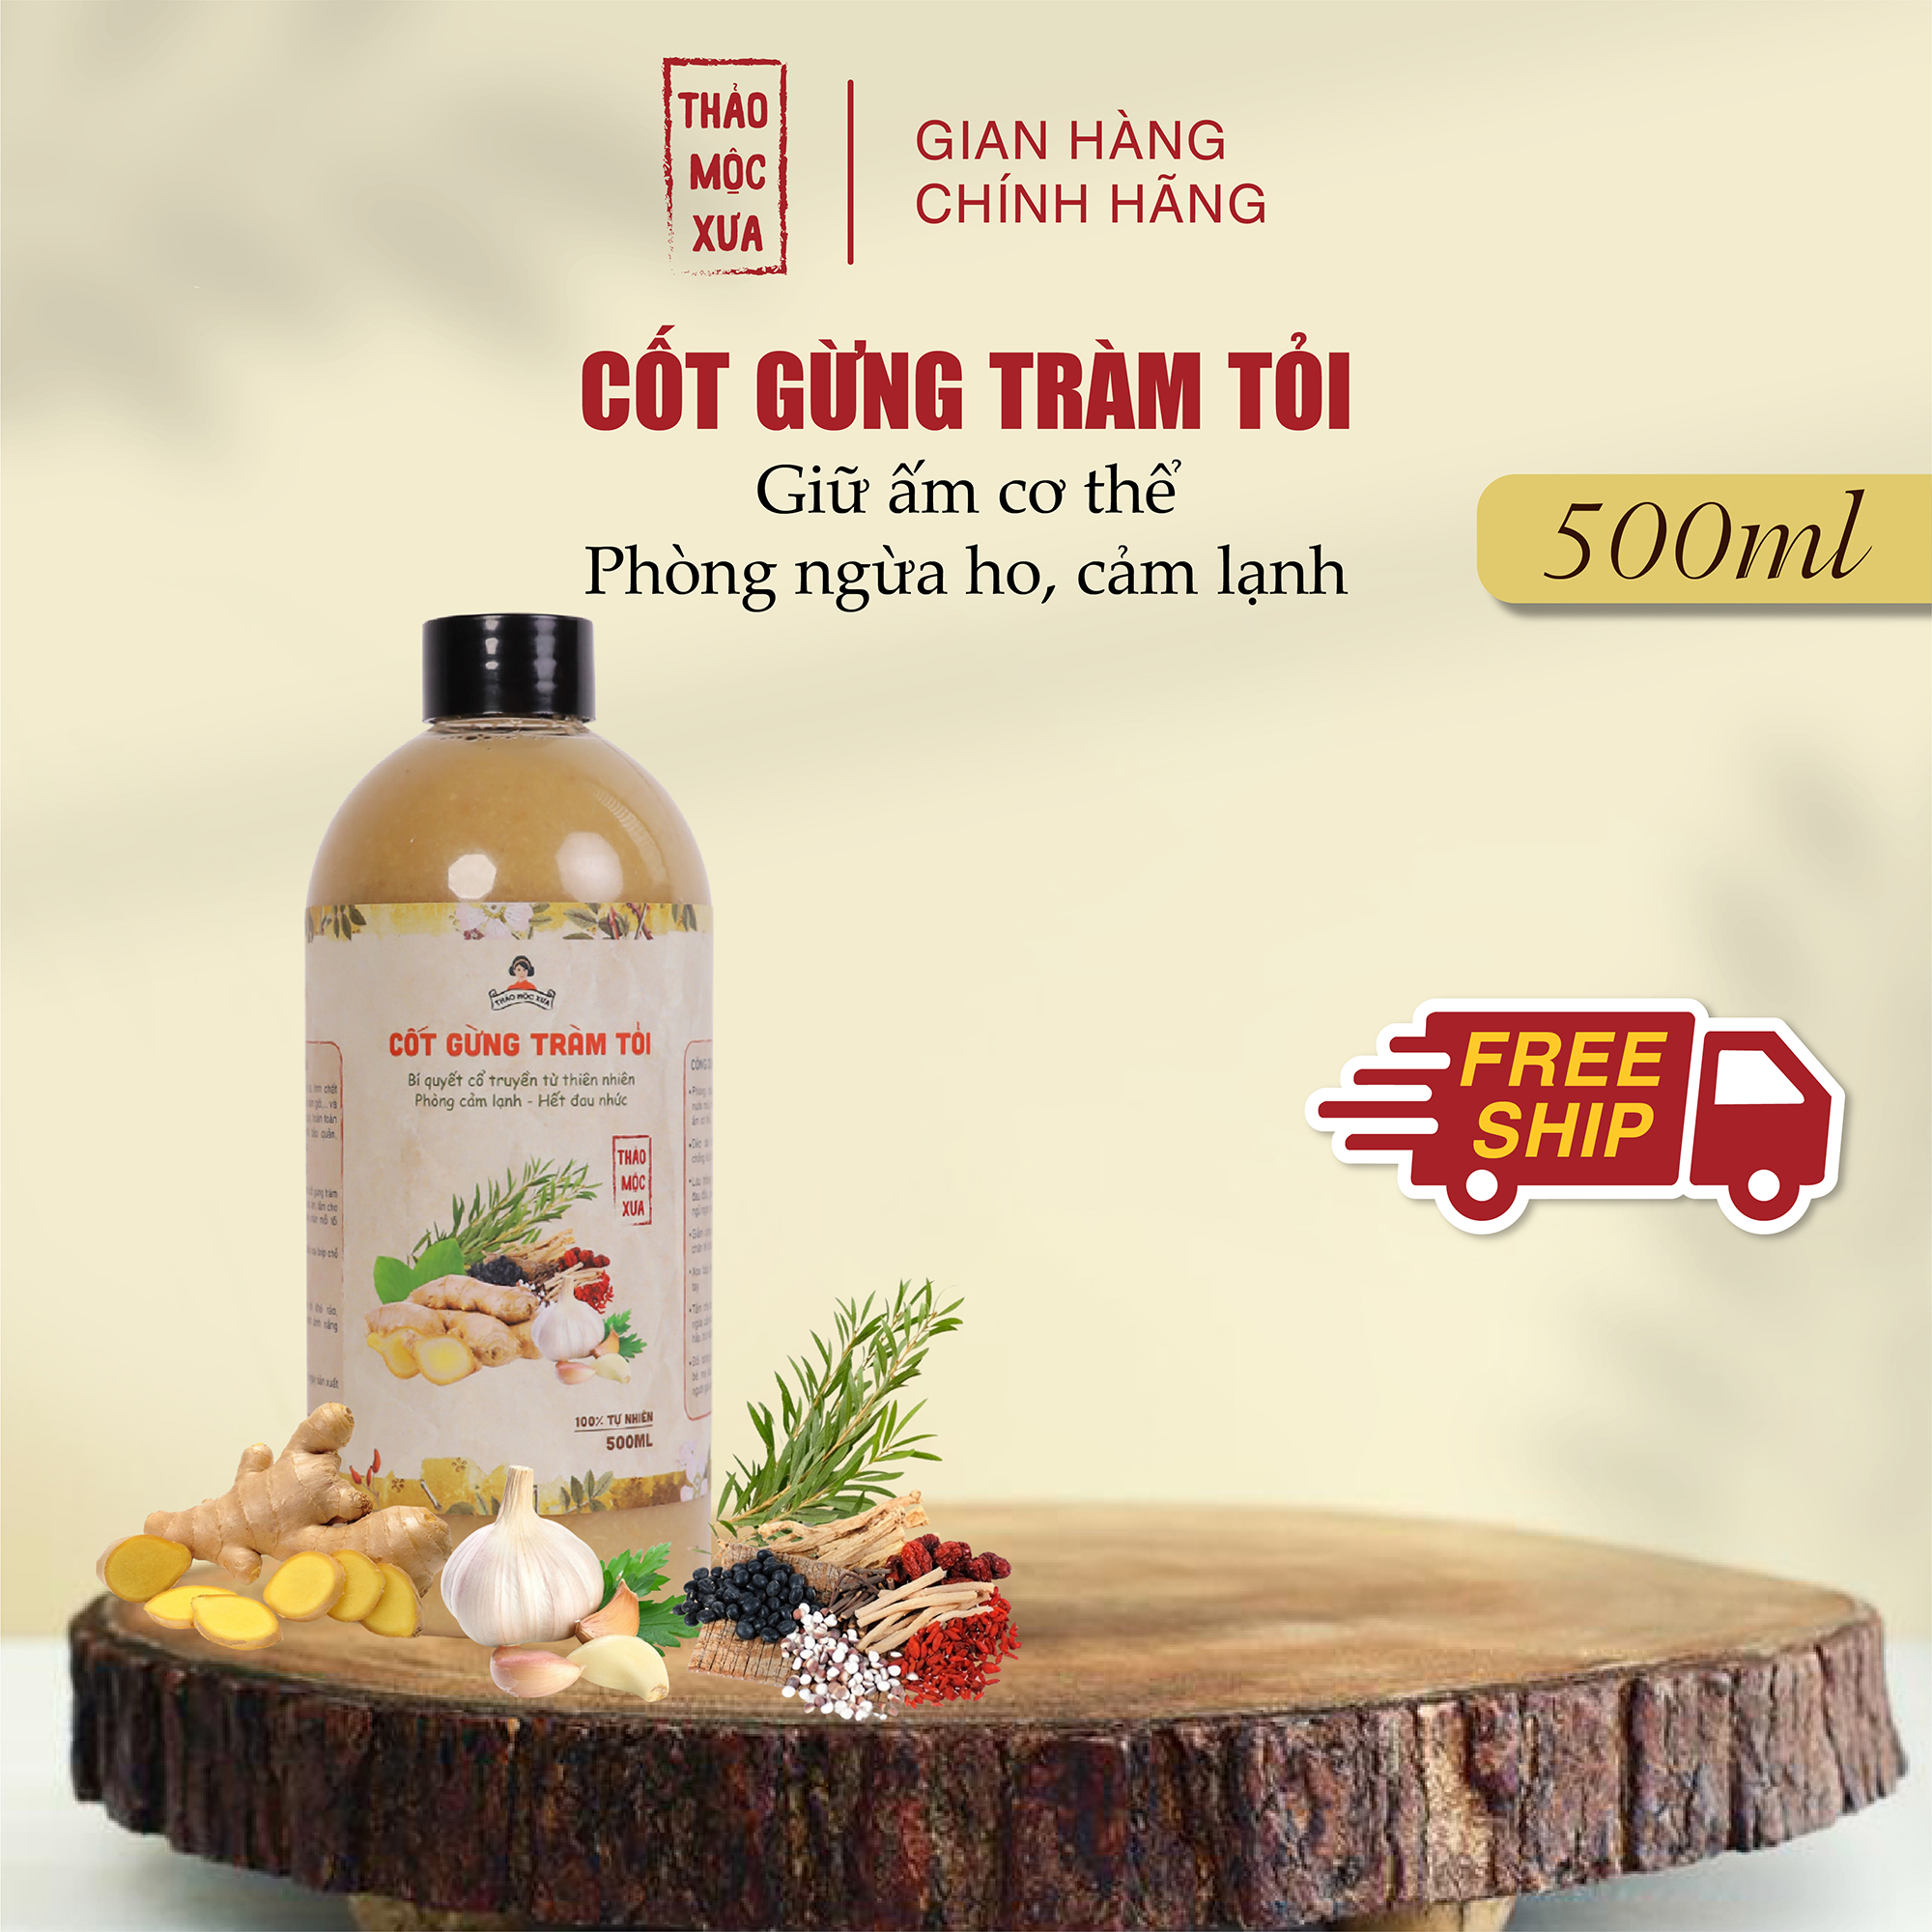 THẢO
MỘC
XƯA
GIAN HÀNG
CHÍNH HÃNG
CỐT GỪNG TRÀM TỎI
Giữ ấm cơ thể
Phòng ngừa ho, cảm lạnh
500ml
THẢO MỘC XƯA
CỐT GỪNG TRÀM TỎI
Bí quyết cổ truyền từ thiên nhiên
Phòng cảm lạnh - Hết đau nhức
THẢO
MỘC
XƯA
100% TỰ NHIÊN
500ML
FREE
SHIP